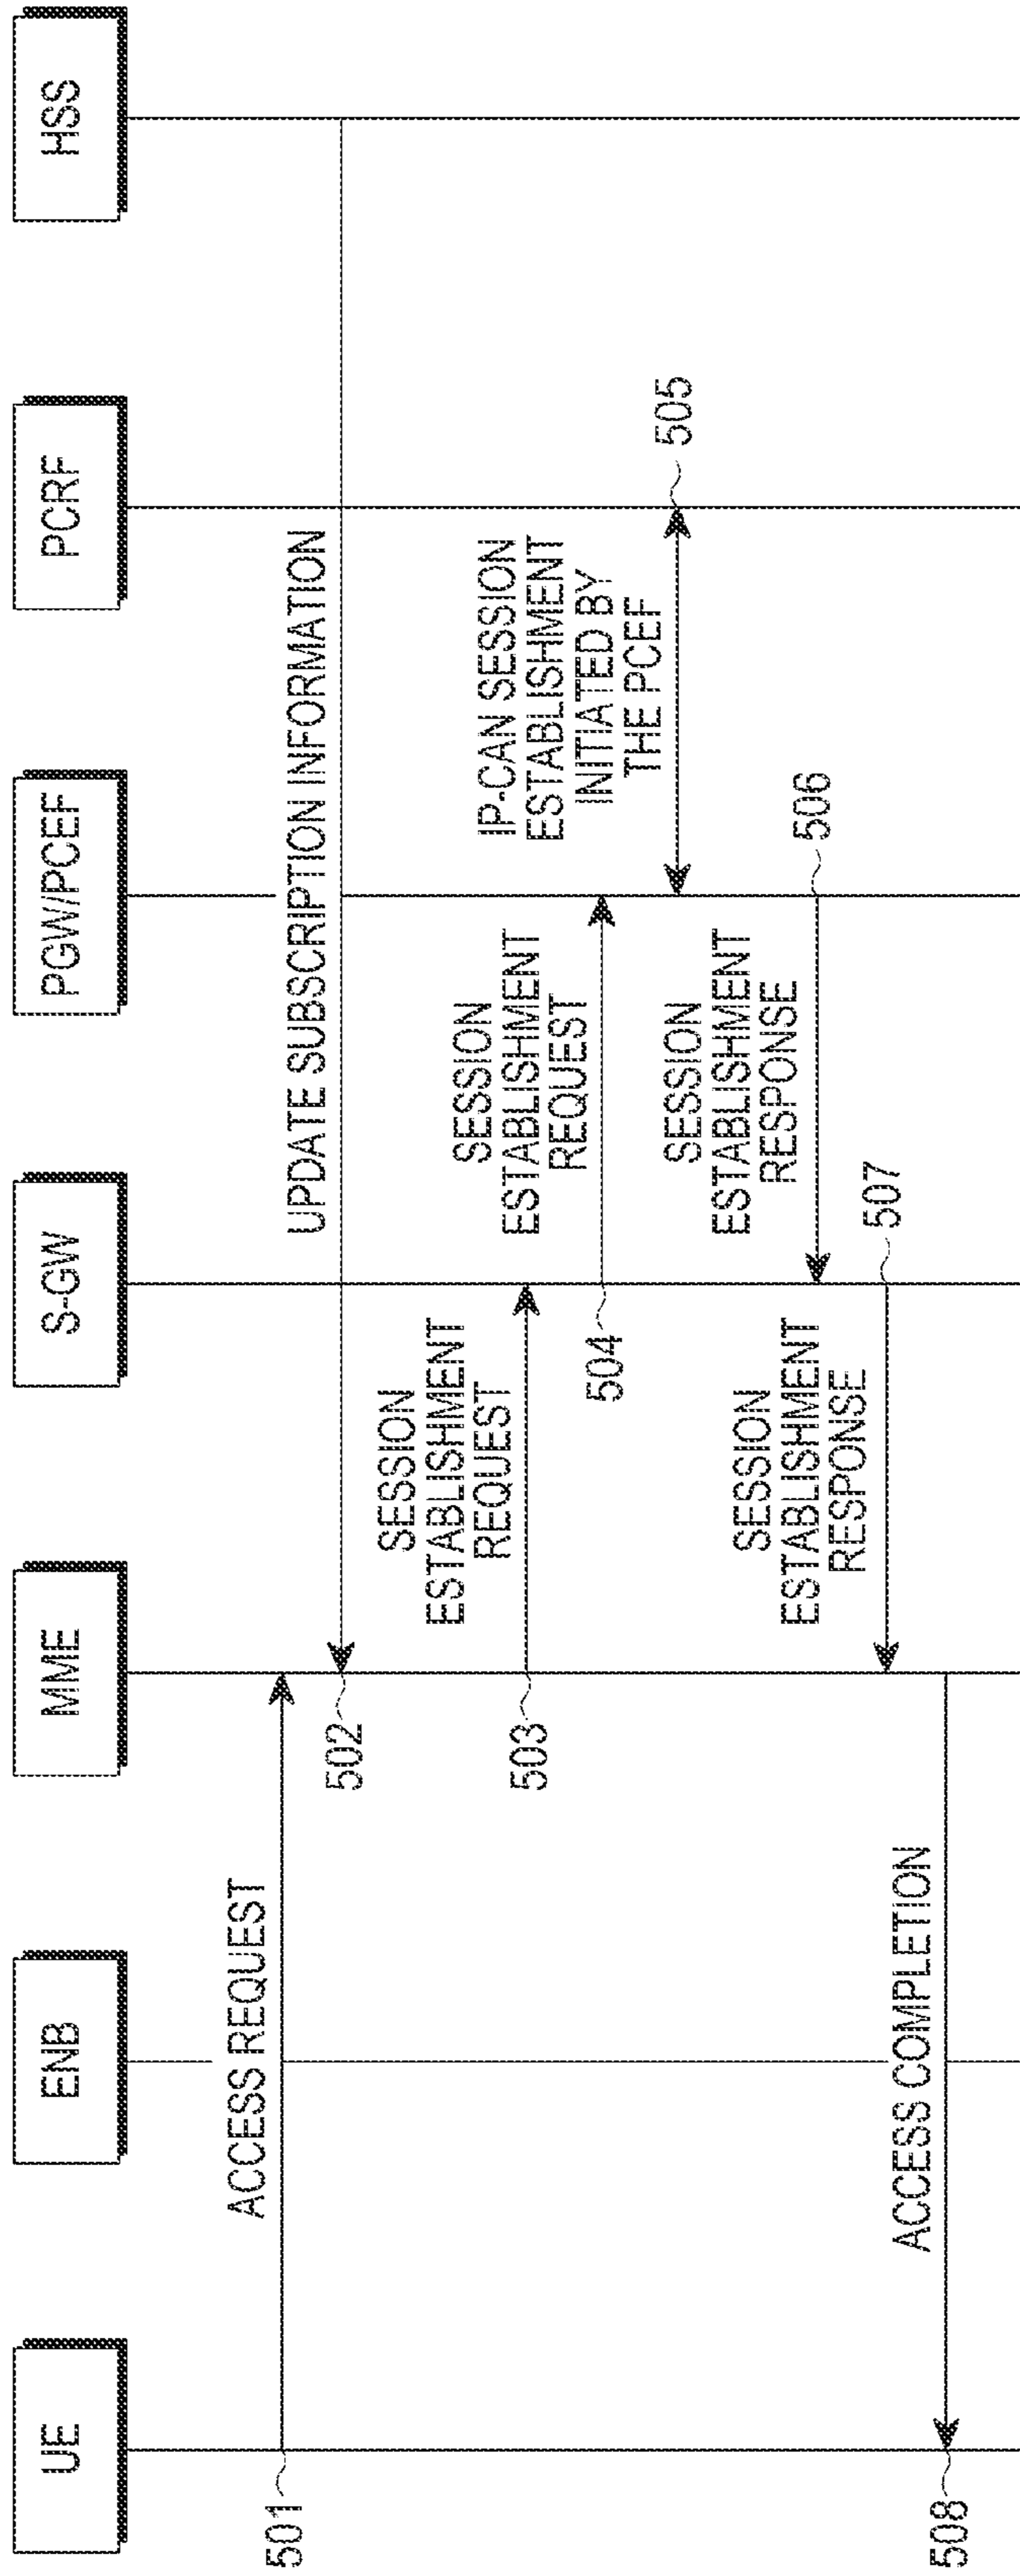 UE
ENB
MME
S-GW
PGW/PCEF
PCRF
HSS
501
ACCESS REQUEST
UPDATE SUBSCRIPTION INFORMATION
502
SESSION
ESTABLISHMENT
REQUEST
503
SESSION
ESTABLISHMENT
REQUEST
504
IP-CAN SESSION
ESTABLISHMENT
INITIATED BY
THE PCEF
505
SESSION
ESTABLISHMENT
RESPONSE
506
SESSION
ESTABLISHMENT
RESPONSE
507
ACCESS COMPLETION
508